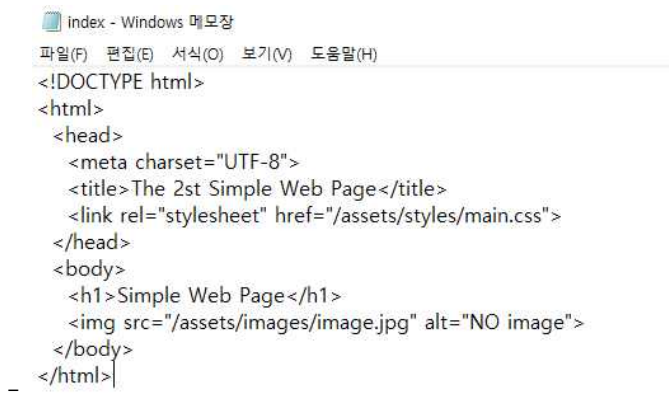 index - Windows 메모장
파일(F) 편집(E) 서식(O) 보기(V) 도움말(H)
<!DOCTYPE html>
<html>
<head>
<meta charset="UTF-8">
<title>The 2st Simple Web Page</title>
<link rel="stylesheet" href="/assets/styles/main.css">
</head>
<body>
<h1>Simple Web Page</h1>
<img src="/assets/images/image.jpg" alt="NO image">
</body>
</html>